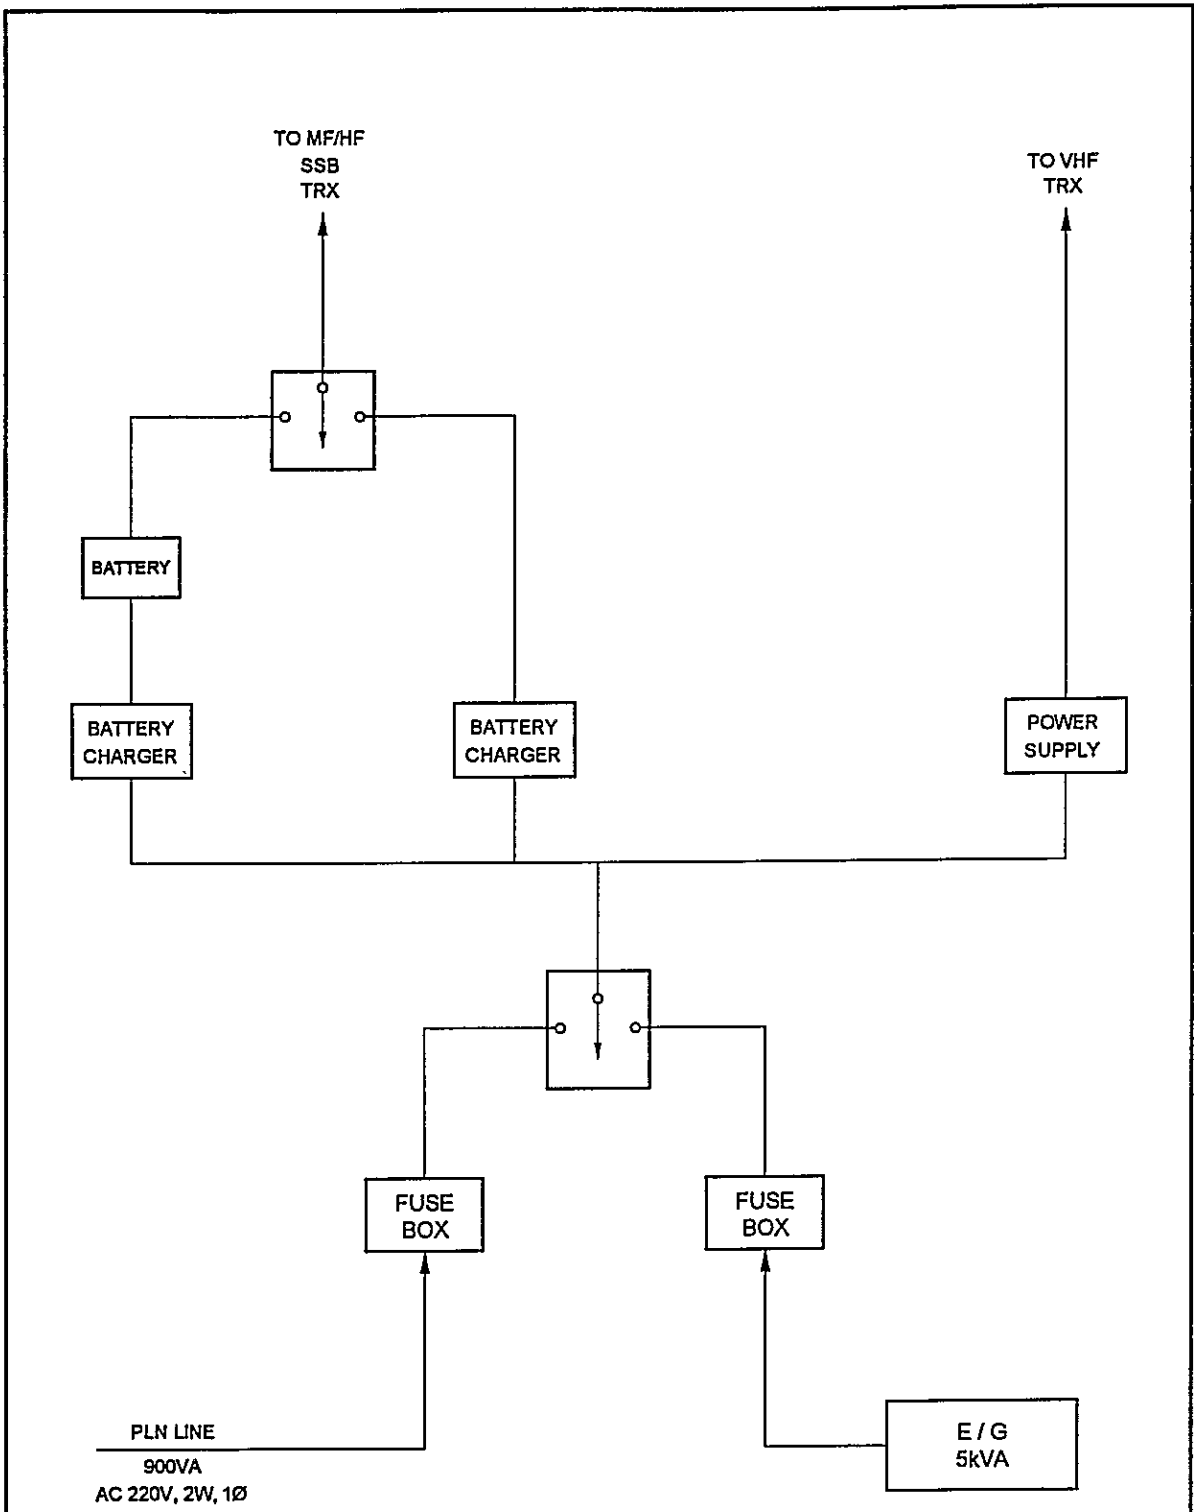 TO MF/HF
SSB
TRX
TO VHF
TRX
BATTERY
BATTERY
CHARGER
BATTERY
CHARGER
POWER
SUPPLY
FUSE
BOX
FUSE
BOX
PLN LINE
900VA
AC 220V, 2W, 1Ø
E / G
5kVA